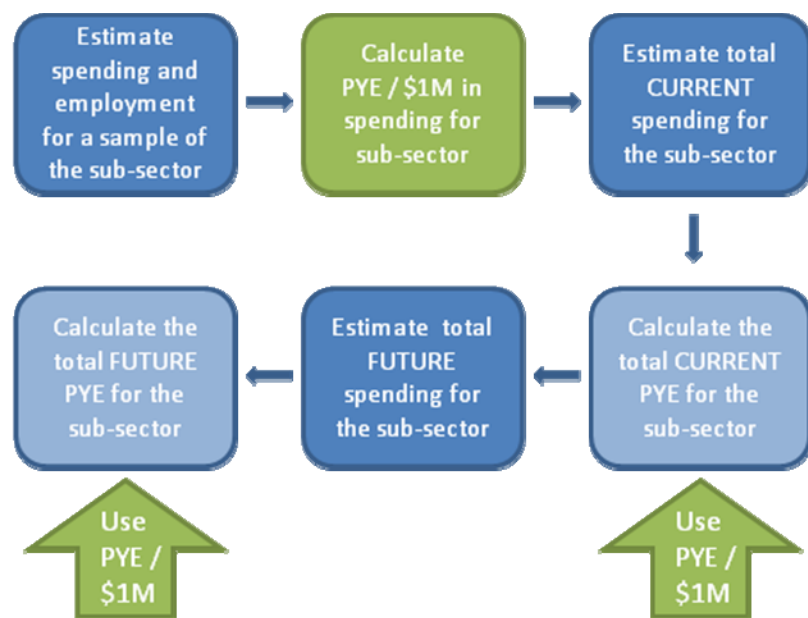 Estimate
spending and
employment
for a sample of
the sub-sector
Calculate
PYE / $1M in
spending for
sub-sector
Estimate total
CURRENT
spending for
the sub-sector
Calculate the
total CURRENT
PYE for the
sub-sector
Estimate total
FUTURE
spending for
the sub-sector
Calculate the
total FUTURE
PYE for the
sub-sector
Use
PYE /
$1M
Use
PYE /
$1M